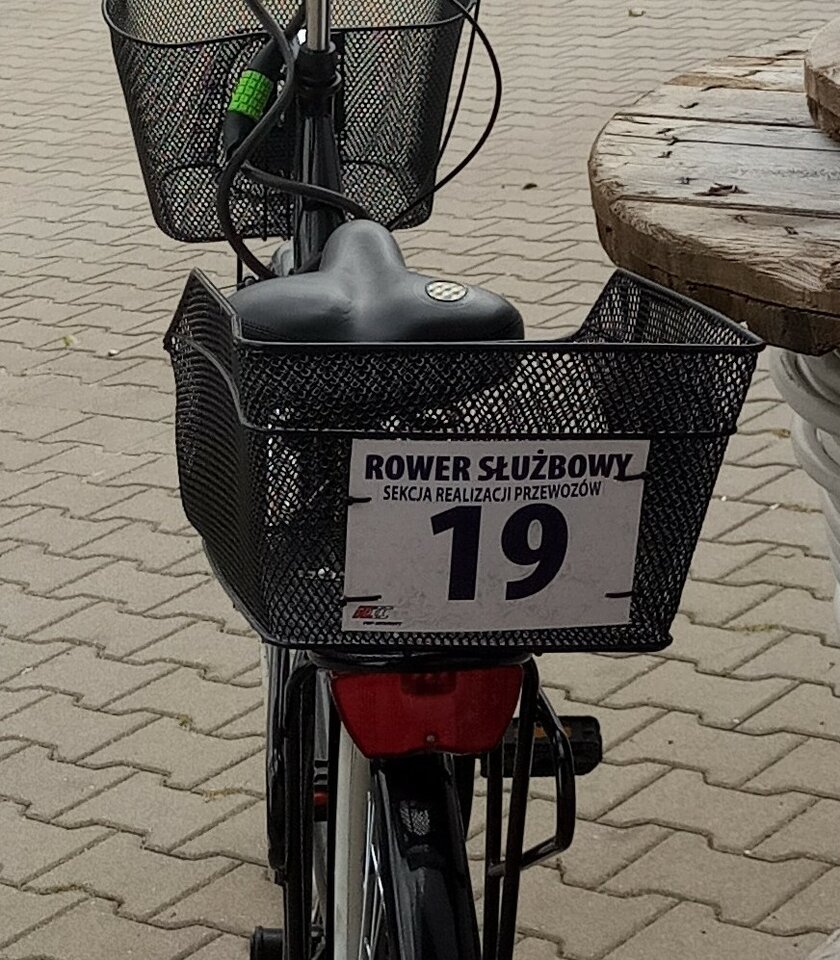 ROWER SŁUŻBOWY
SEKCJA REALIZACJI PRZEWOZÓW
19